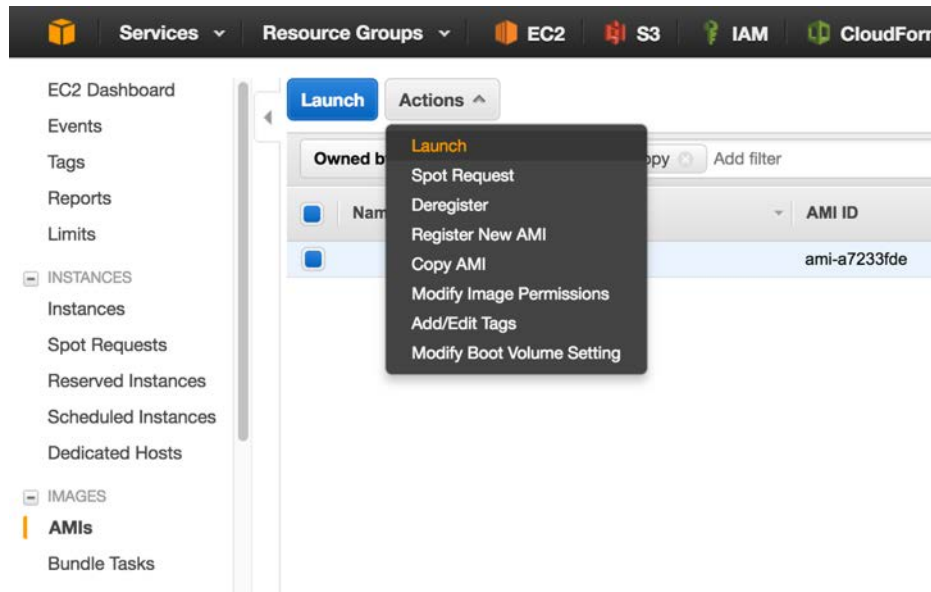 Services Resource Groups EC2 S3 IAM CloudForm
EC2 Dashboard
Events
Tags
Reports
Limits
INSTANCES
Instances
Spot Requests
Reserved Instances
Scheduled Instances
Dedicated Hosts
IMAGES
AMIs
Bundle Tasks
Launch Actions
Owned b opy Add filter
Nam AMI ID
ami-a7233fde
Launch
Spot Request
Deregister
Register New AMI
Copy AMI
Modify Image Permissions
Add/Edit Tags
Modify Boot Volume Setting